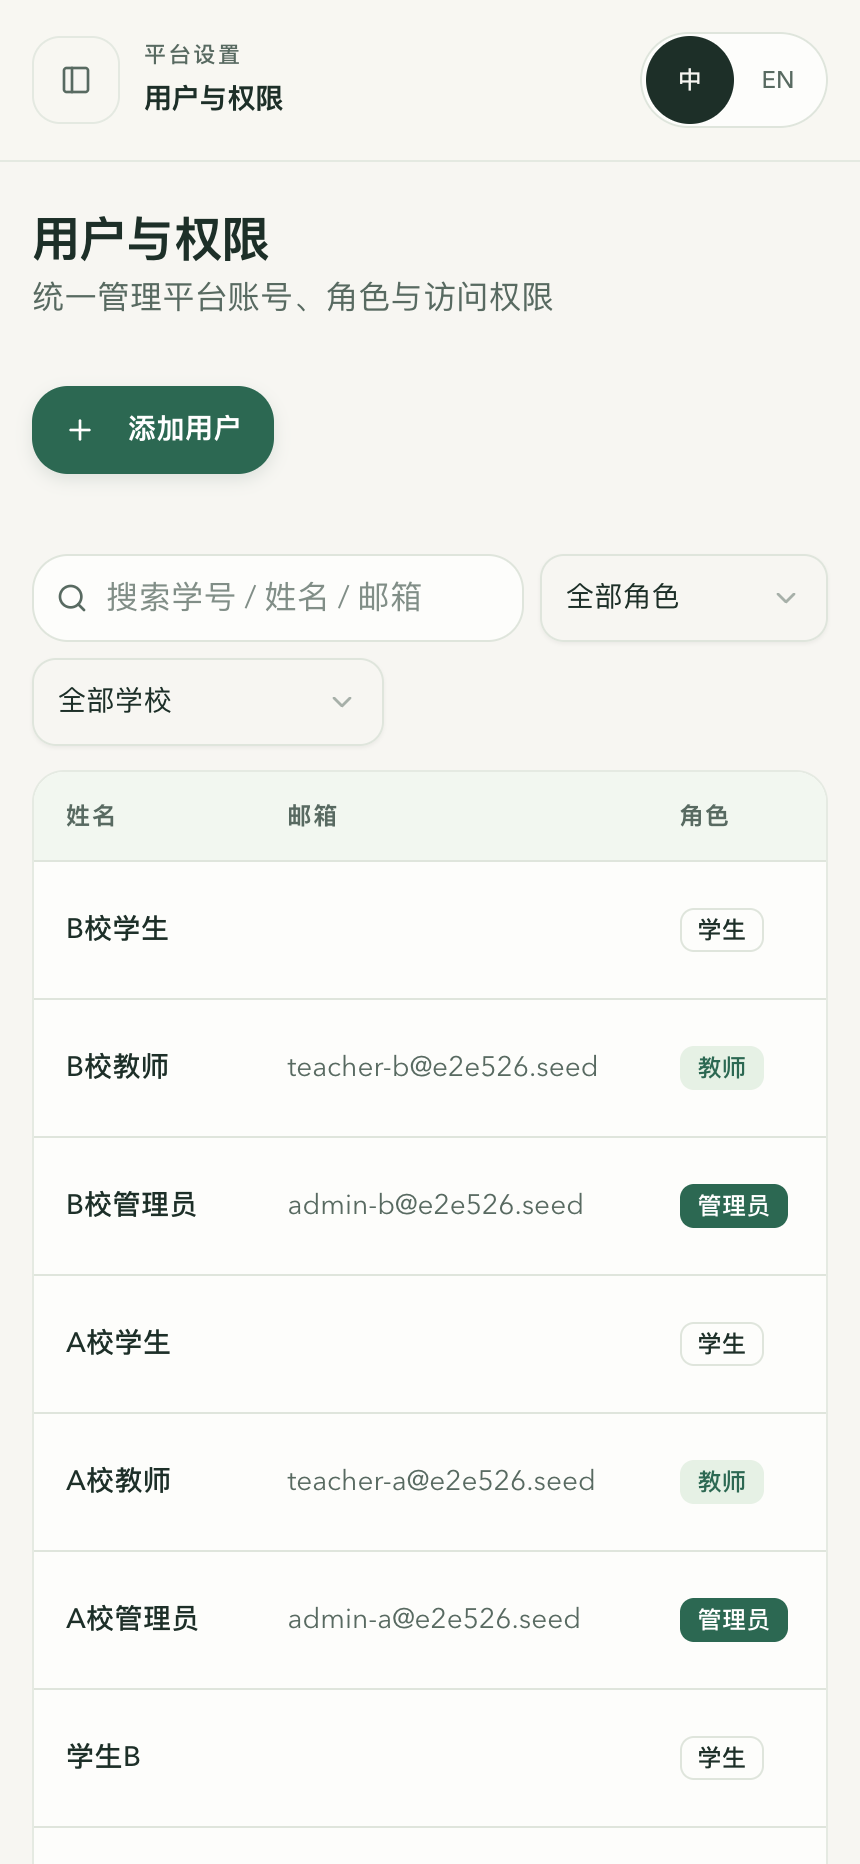 平台设置
用户与权限
中
EN
用户与权限
统一管理平台账号、角色与访问权限
添加用户
搜索学号 / 姓名 / 邮箱
全部角色
全部学校
姓名 邮箱 角色
B校学生 学生
B校教师 teacher-b@e2e526.seed 教师
B校管理员 admin-b@e2e526.seed 管理员
A校学生 学生
A校教师 teacher-a@e2e526.seed 教师
A校管理员 admin-a@e2e526.seed 管理员
学生B 学生